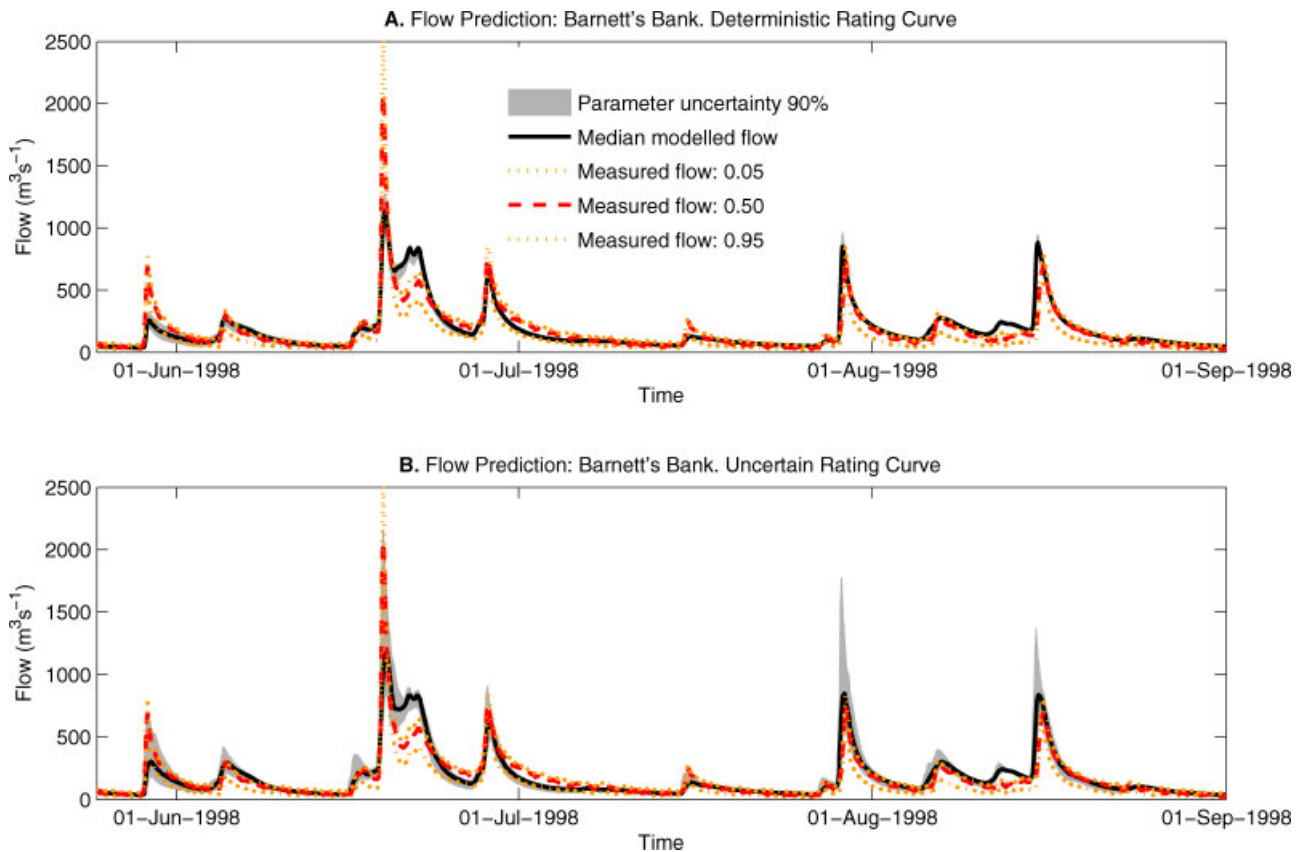 A. Flow Prediction: Barnett's Bank. Deterministic Rating Curve
2500
2000
1500
1000
500
0
Flow (m³s⁻¹)
Parameter uncertainty 90%
Median modelled flow
Measured flow: 0.05
Measured flow: 0.50
Measured flow: 0.95
01–Jun–1998
01–Jul–1998
01–Aug–1998
01–Sep–1998
Time
B. Flow Prediction: Barnett's Bank. Uncertain Rating Curve
2500
2000
1500
1000
500
0
Flow (m³s⁻¹)
01–Jun–1998
01–Jul–1998
01–Aug–1998
01–Sep–1998
Time